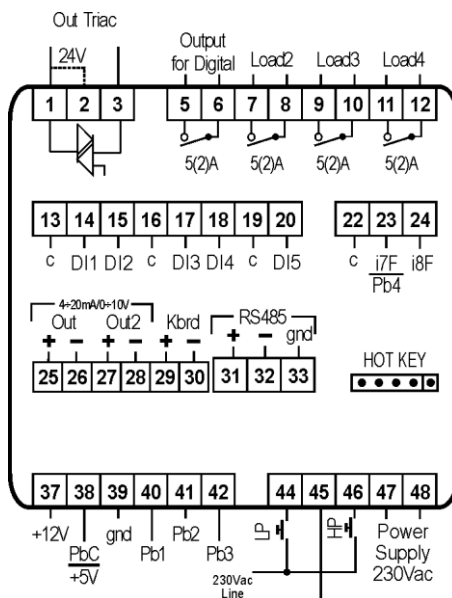 Out Triac
24V
Output
for Digital
Load2
Load3
Load4
1 2 3
5 6 7 8 9 10 11 12
5(2)A 5(2)A 5(2)A 5(2)A
13 14 15 16 17 18 19 20
22 23 24
c DI1 DI2 c DI3 DI4 c DI5
c i7F i8F
Pb4
4÷20mA/0÷10V
Out Out2 Kbrd RS485
+ − + − + − + − gnd
25 26 27 28 29 30 31 32 33
HOT KEY
37 38 39 40 41 42
44 45 46 47 48
+12V PbC gnd Pb1 Pb2 Pb3
+5V
LP HP
Power
Supply
230Vac
230Vac
Line